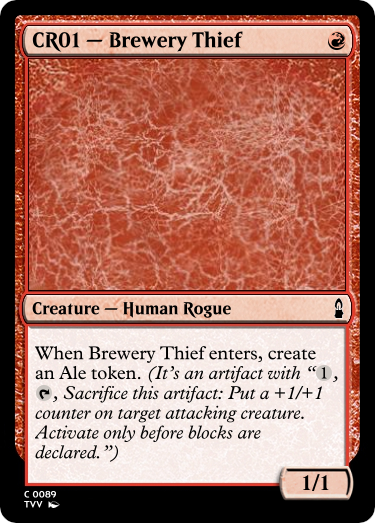 CR01 — Brewery Thief
Creature — Human Rogue
When Brewery Thief enters, create
an Ale token. (It's an artifact with “1,
, Sacrifice this artifact: Put a +1/+1
counter on target attacking creature.
Activate only before blocks are
declared.”)
1/1
C 0089
TVV